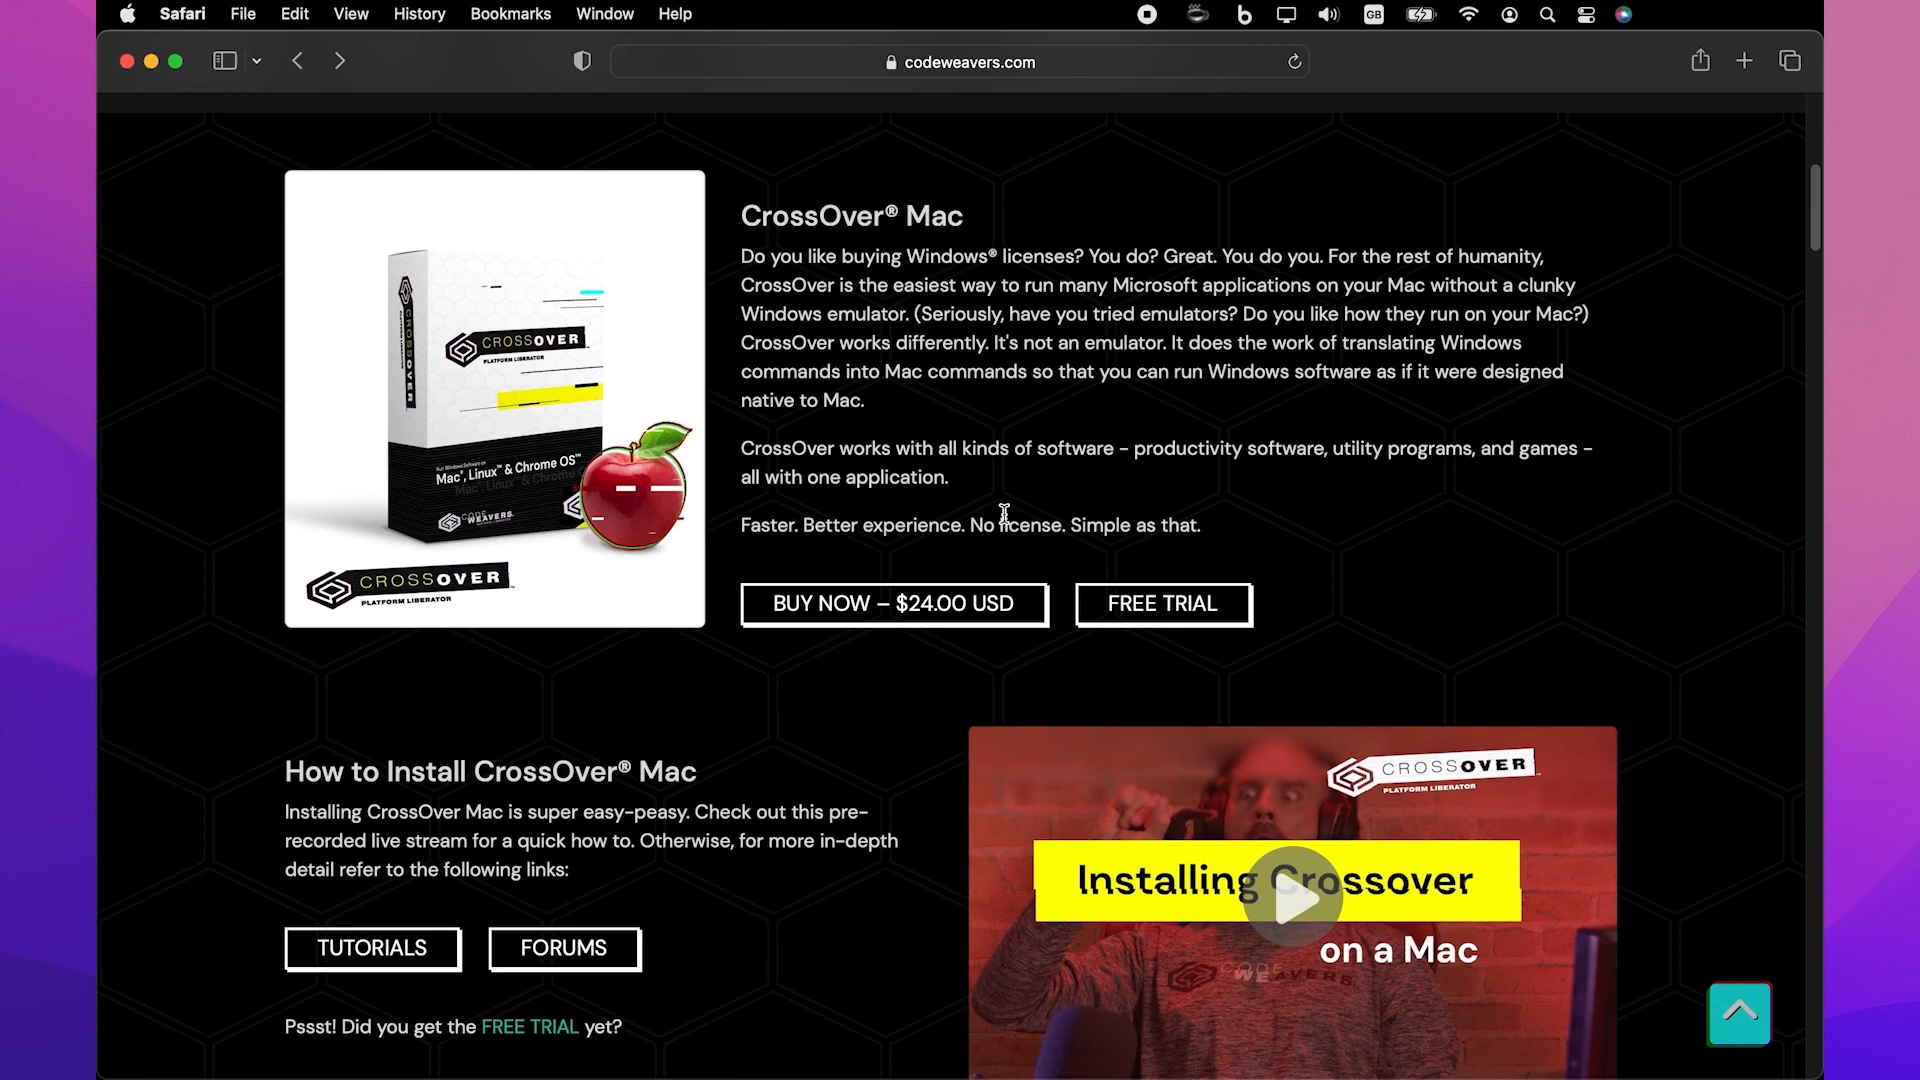 Safari File Edit View History Bookmarks Window Help
GB
codeweavers.com
CrossOver® Mac
Do you like buying Windows® licenses? You do? Great. You do you. For the rest of humanity,
CrossOver is the easiest way to run many Microsoft applications on your Mac without a clunky
Windows emulator. (Seriously, have you tried emulators? Do you like how they run on your Mac?)
CrossOver works differently. It's not an emulator. It does the work of translating Windows
commands into Mac commands so that you can run Windows software as if it were designed
native to Mac.
CrossOver works with all kinds of software – productivity software, utility programs, and games –
all with one application.
Faster. Better experience. No license. Simple as that.
BUY NOW – $24.00 USD
FREE TRIAL
CROSSOVER
CROSSOVER
PLATFORM LIBERATOR
Mac®, Linux™ & Chrome OS™
CODE WEAVERS
CROSSOVER
PLATFORM LIBERATOR
How to Install CrossOver® Mac
Installing CrossOver Mac is super easy-peasy. Check out this pre-
recorded live stream for a quick how to. Otherwise, for more in-depth
detail refer to the following links:
TUTORIALS
FORUMS
Pssst! Did you get the FREE TRIAL yet?
CROSSOVER
PLATFORM LIBERATOR
Installing Crossover
on a Mac
CODE
WEAVERS